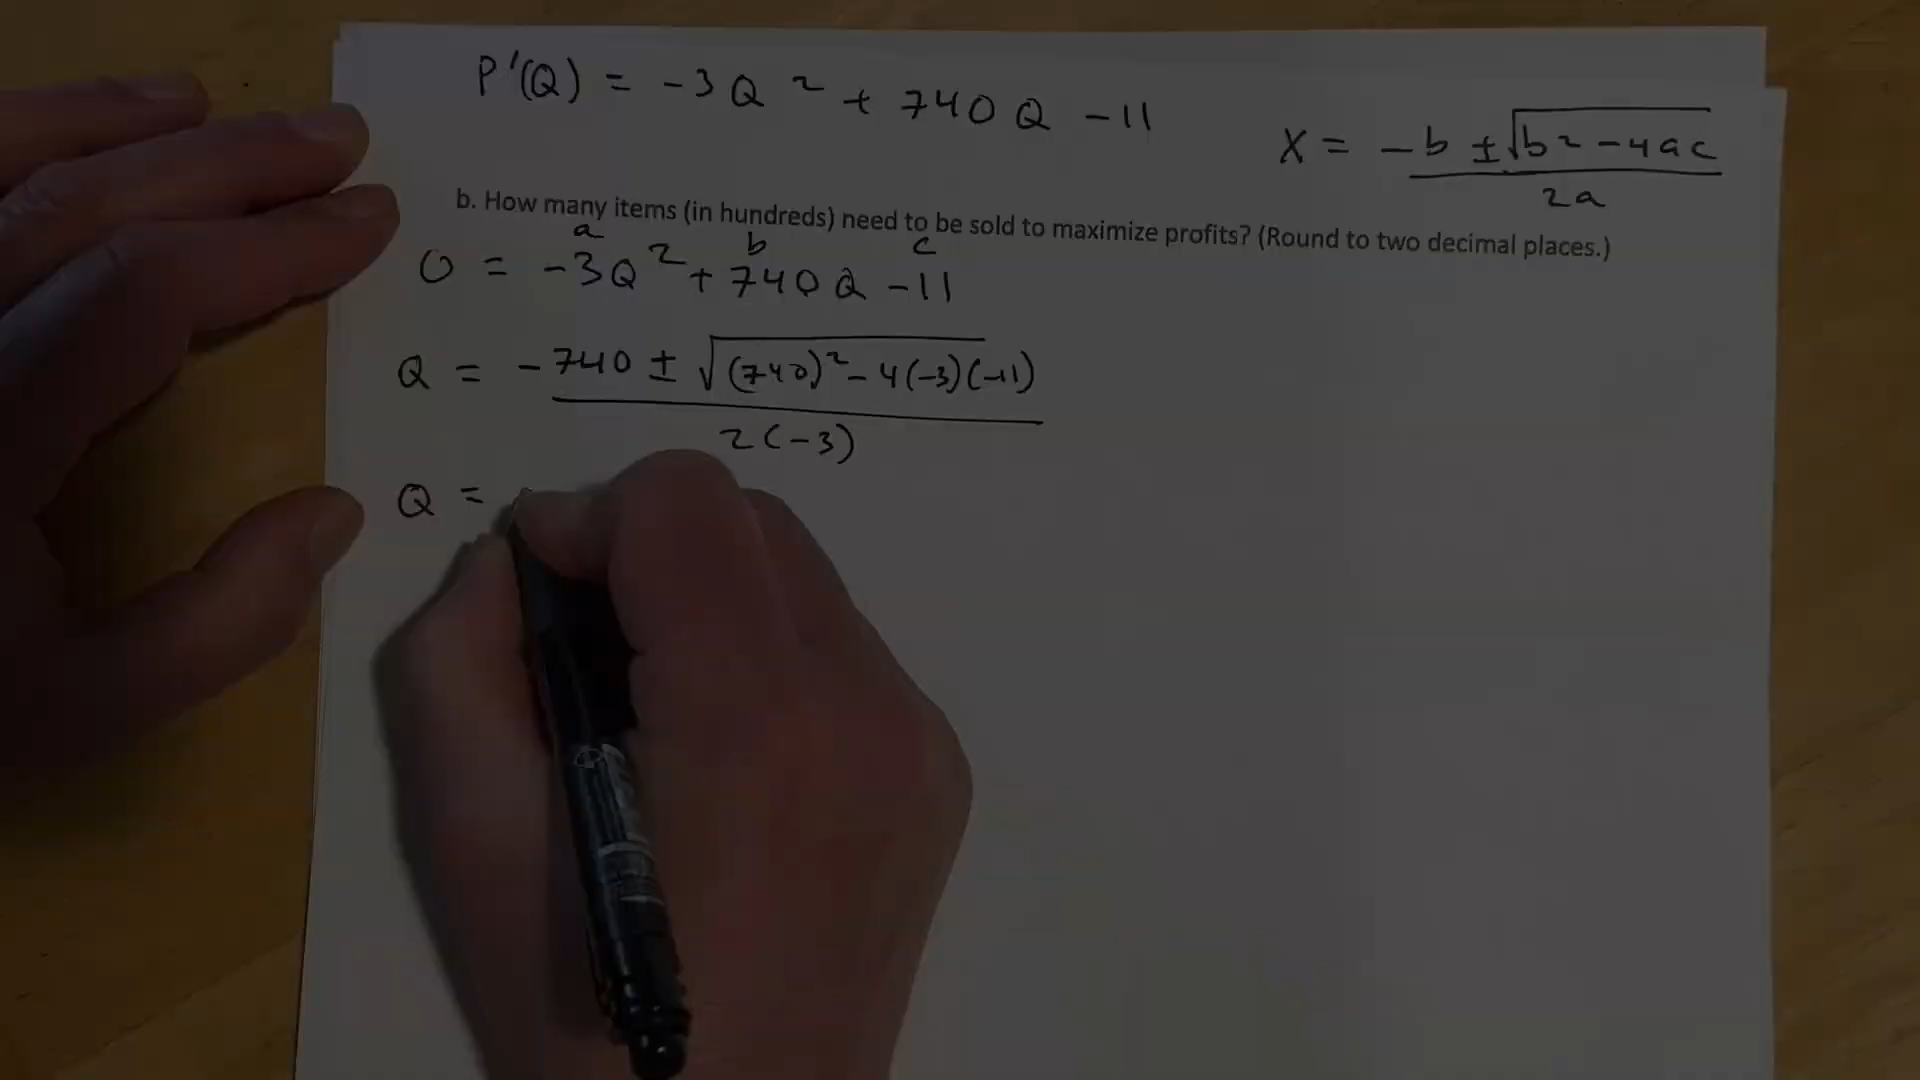 P'(Q) = -3Q² + 740Q -11
X = -b ±√b²-4ac
2a
b. How many items (in hundreds) need to be sold to maximize profits? (Round to two decimal places.)
a b c
0 = -3Q² + 740Q -11
Q = -740 ± √(740)²-4(-3)(-11)
2(-3)
Q =